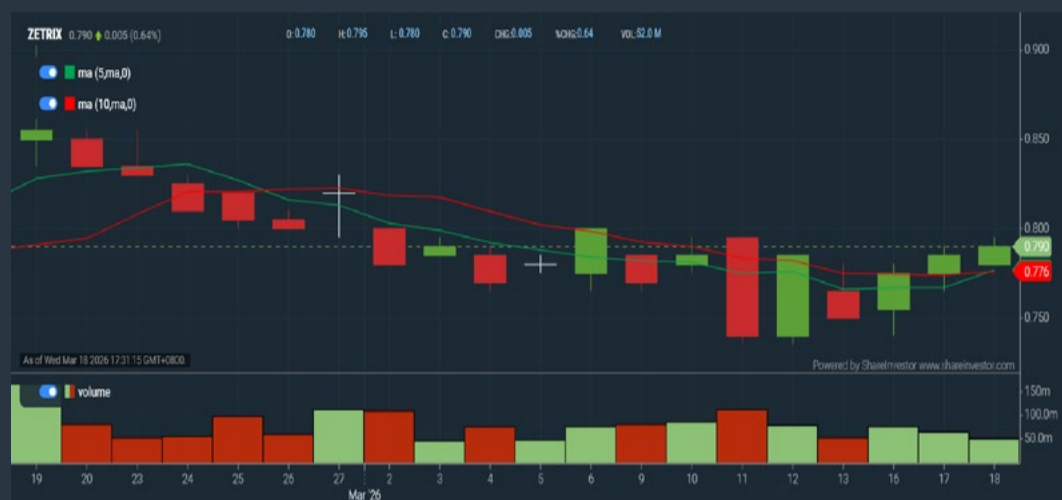 ZETRIX 0.790 0.005 (0.64%) O: 0.780 H: 0.795 L: 0.780 C: 0.790 CHG:0.005 %CHG:0.64 VOL:52.0 M
ma (5,ma,0)
ma (10,ma,0)
0.900
0.850
0.800
0.790
0.776
0.750
As of Wed Mar 18 2026 17:31:15 GMT+0800
Powered by ShareInvestor www.shareinvestor.com
volume
150m
100.0m
50.0m
19 20 23 24 25 26 27 2 3 4 5 6 9 10 11 12 13 16 17 18
Mar '26